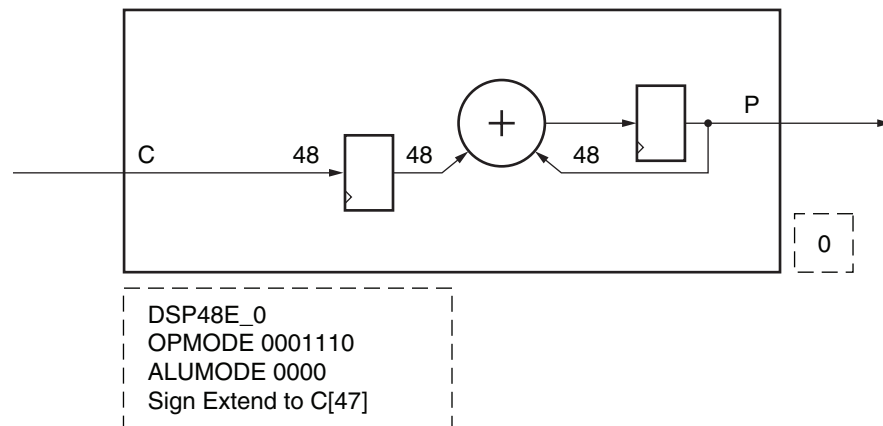 C
48
48
+
48
P
0
DSP48E_0
OPMODE 0001110
ALUMODE 0000
Sign Extend to C[47]